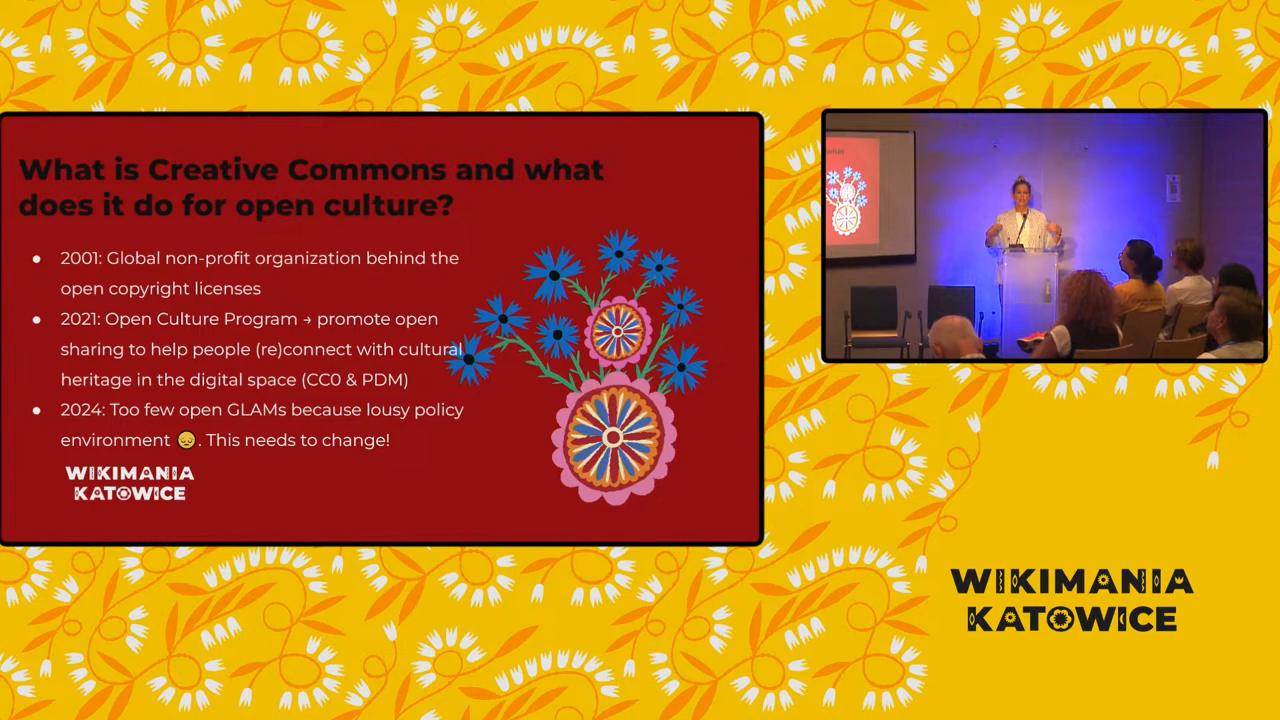 What is Creative Commons and what
does it do for open culture?
● 2001: Global non-profit organization behind the
open copyright licenses
● 2021: Open Culture Program → promote open
sharing to help people (re)connect with cultural
heritage in the digital space (CC0 & PDM)
● 2024: Too few open GLAMs because lousy policy
environment 😞. This needs to change!
WIKIMANIA
KATOWICE
WIKIMANIA
KATOWICE